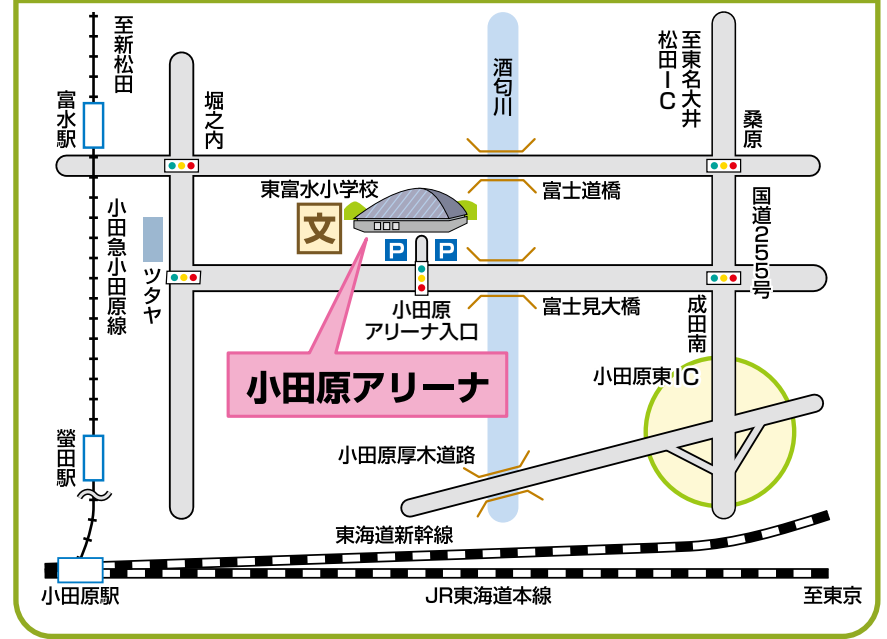 至新松田
富水駅
堀之内
酒匂川
至東名大井
松田IC
桑原
東富水小学校
文
富士道橋
国道255号
小田急小田原線
ツタヤ
P
P
小田原
アリーナ入口
富士見大橋
成田南
小田原アリーナ
小田原東IC
螢田駅
小田原厚木道路
東海道新幹線
小田原駅
JR東海道本線
至東京